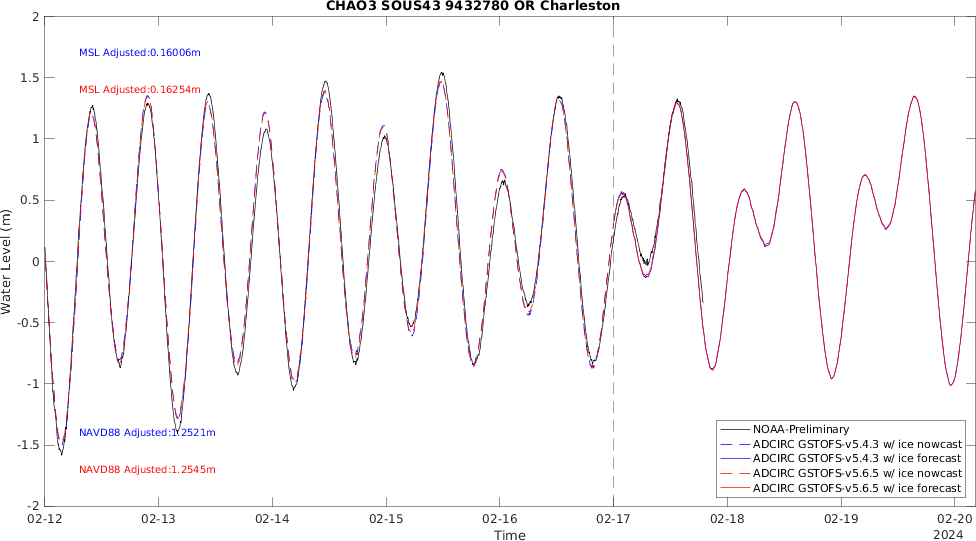 CHAO3 SOUS43 9432780 OR Charleston
2
1.5
1
0.5
0
-0.5
-1
-1.5
-2
Water Level (m)
MSL Adjusted:0.16006m
MSL Adjusted:0.16254m
NAVD88 Adjusted:1.2521m
NAVD88 Adjusted:1.2545m
NOAA-Preliminary
ADCIRC GSTOFS-v5.4.3 w/ ice nowcast
ADCIRC GSTOFS-v5.4.3 w/ ice forecast
ADCIRC GSTOFS-v5.6.5 w/ ice nowcast
ADCIRC GSTOFS-v5.6.5 w/ ice forecast
02-12 02-13 02-14 02-15 02-16 02-17 02-18 02-19 02-20
Time
2024